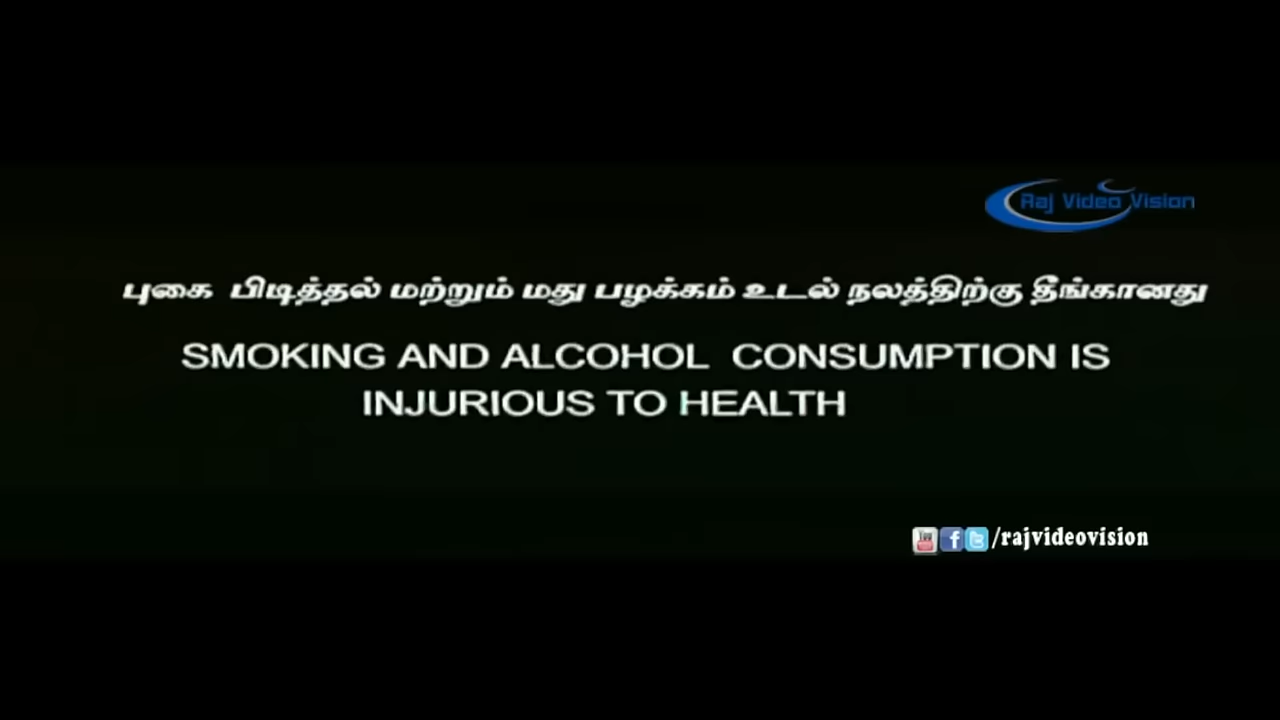 Raj Video Vision
புகை பிடித்தல் மற்றும் மது பழக்கம் உடல் நலத்திற்கு தீங்கானது
SMOKING AND ALCOHOL CONSUMPTION IS
INJURIOUS TO HEALTH
/rajvideovision